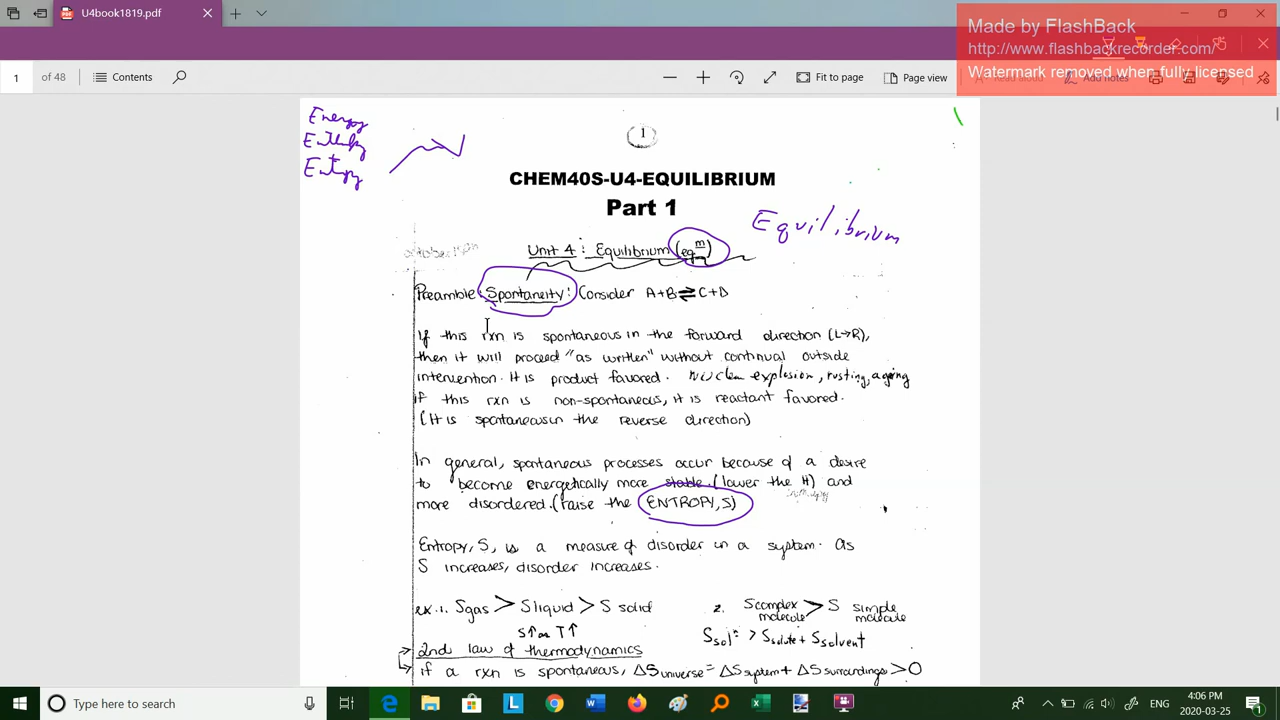 U4book1819.pdf
Made by FlashBack
http://www.flashbackrecorder.com/
Watermark removed when fully licensed
1 of 48 Contents Fit to page Page view Read aloud Add notes
Energy
Enthalpy
Entropy
1
CHEM40S-U4-EQUILIBRIUM
Part 1
Equilibrium
Unit 4: Equilibrium (eqᵐ)
Preamble: Spontaneity: Consider A+B⇌C+D
If this rxn is spontaneous in the forward direction (L→R),
then it will proceed "as written" without continual outside
intervention. It is product favored. Nuclear explosion, rusting, ageing
If this rxn is non-spontaneous, it is reactant favored.
(It is spontaneous in the reverse direction)
In general, spontaneous processes occur because of a desire
to become energetically more stable (lower the H) and
enthalpy
more disordered. (raise the ENTROPY, S)
Entropy, S, is a measure of disorder in a system. As
S increases, disorder increases.
ex. 1. Sgas > Sliquid > S solid 2. Scomplex molecule > S simple molecule
S↑ as T↑ Ssolⁿ > Ssolute + Ssolvent
2nd law of thermodynamics
if a rxn is spontaneous, ΔSuniverse = ΔSsystem + ΔSsurroundings > 0
Type here to search
ENG
4:06 PM
2020-03-25